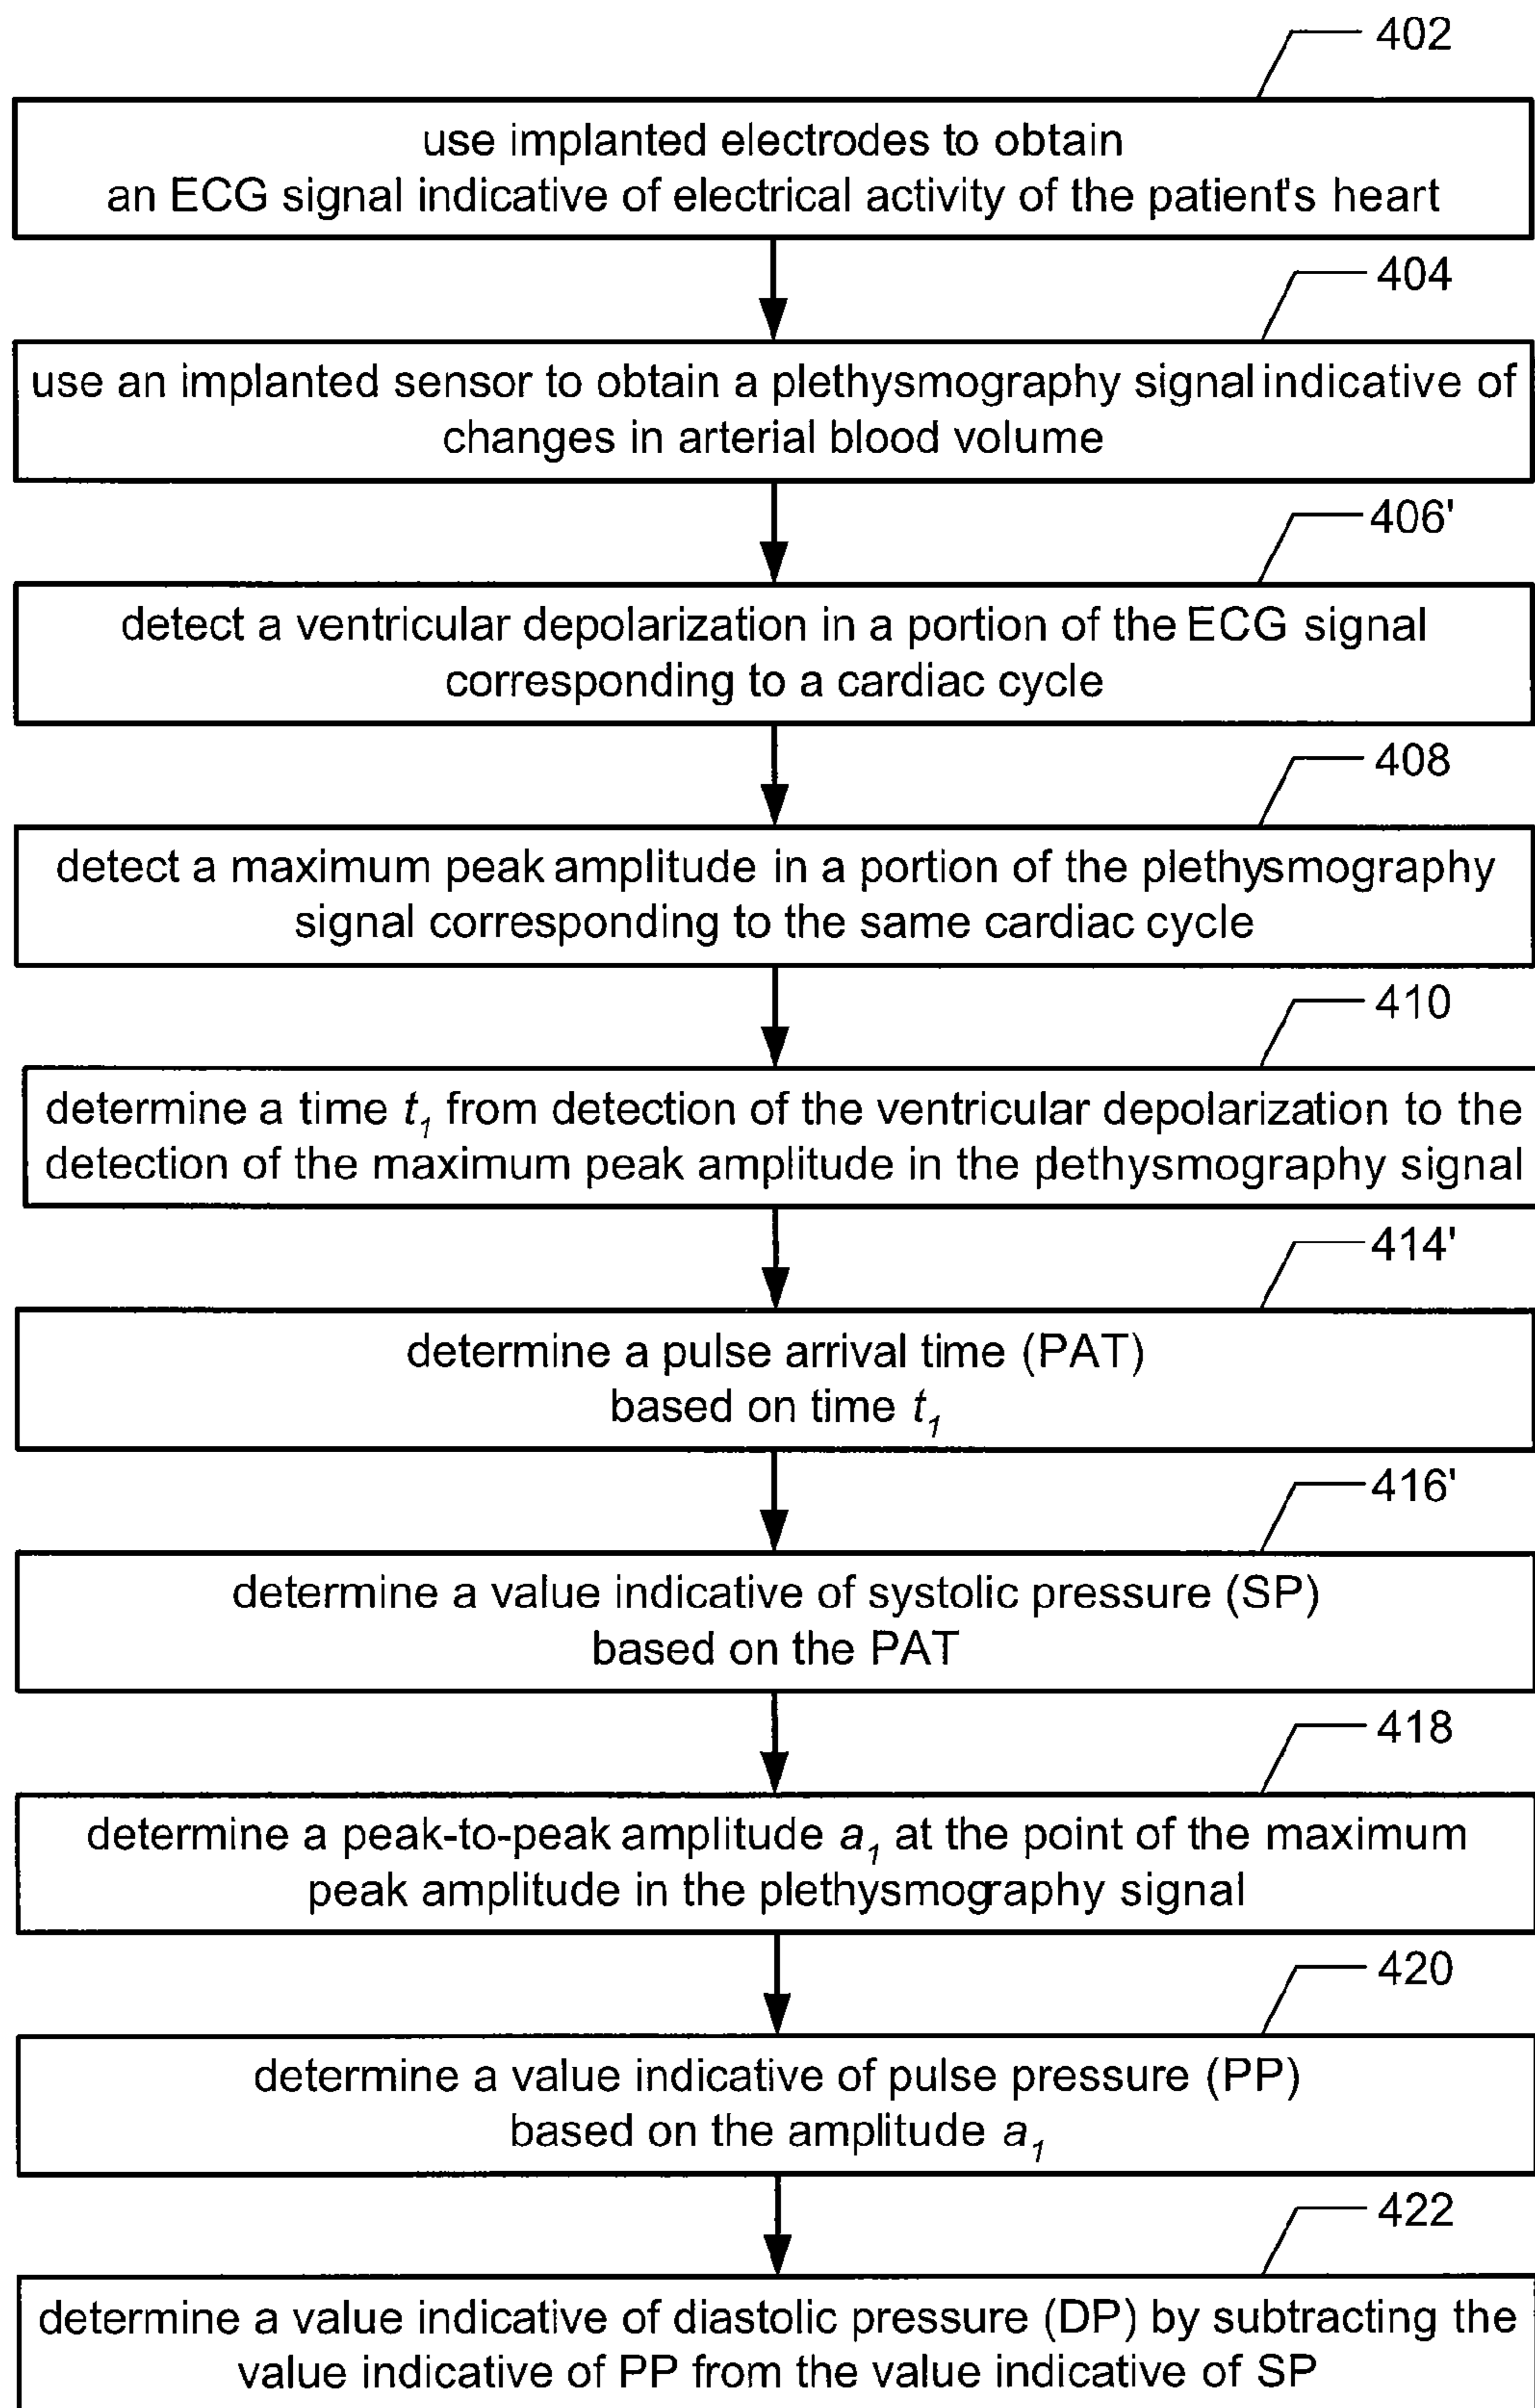 402
use implanted electrodes to obtain
an ECG signal indicative of electrical activity of the patient's heart
404
use an implanted sensor to obtain a plethysmography signal indicative of
changes in arterial blood volume
406'
detect a ventricular depolarization in a portion of the ECG signal
corresponding to a cardiac cycle
408
detect a maximum peak amplitude in a portion of the plethysmography
signal corresponding to the same cardiac cycle
410
determine a time t1 from detection of the ventricular depolarization to the
detection of the maximum peak amplitude in the plethysmography signal
414'
determine a pulse arrival time (PAT)
based on time t1
416'
determine a value indicative of systolic pressure (SP)
based on the PAT
418
determine a peak-to-peak amplitude a1 at the point of the maximum
peak amplitude in the plethysmography signal
420
determine a value indicative of pulse pressure (PP)
based on the amplitude a1
422
determine a value indicative of diastolic pressure (DP) by subtracting the
value indicative of PP from the value indicative of SP